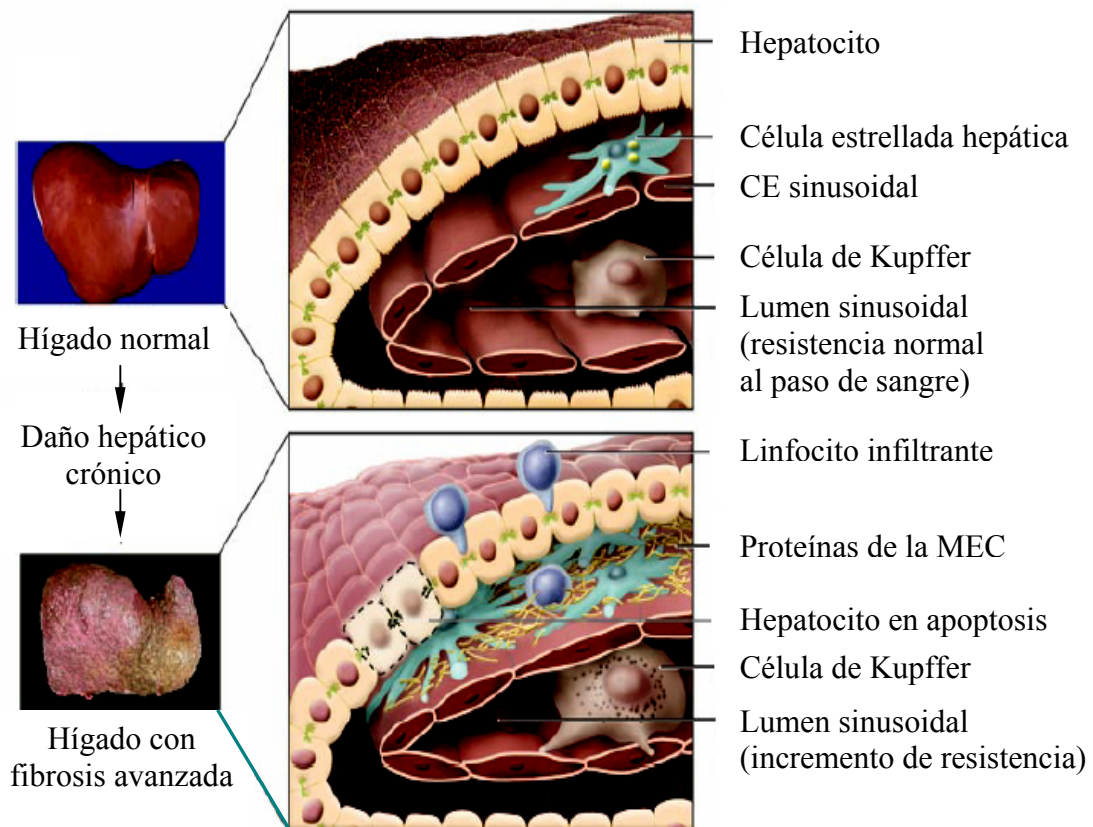 Hepatocito
Célula estrellada hepática
CE sinusoidal
Célula de Kupffer
Lumen sinusoidal
(resistencia normal
al paso de sangre)
Hígado normal
Daño hepático
crónico
Linfocito infiltrante
Proteínas de la MEC
Hepatocito en apoptosis
Célula de Kupffer
Lumen sinusoidal
(incremento de resistencia)
Hígado con
fibrosis avanzada